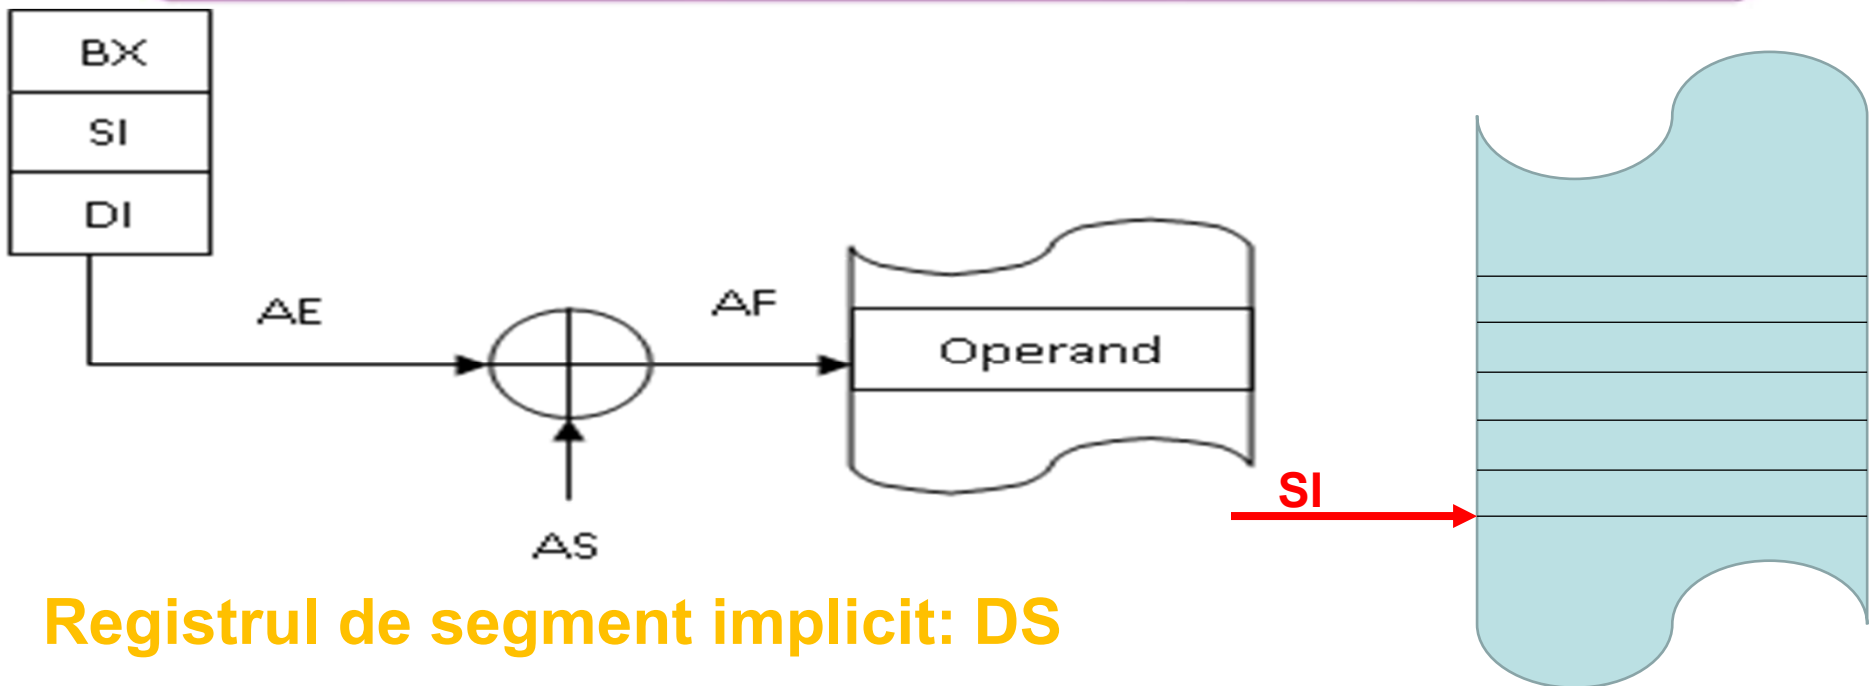 BX
SI
DI
AE
AF
Operand
SI
AS
Registrul de segment implicit: DS